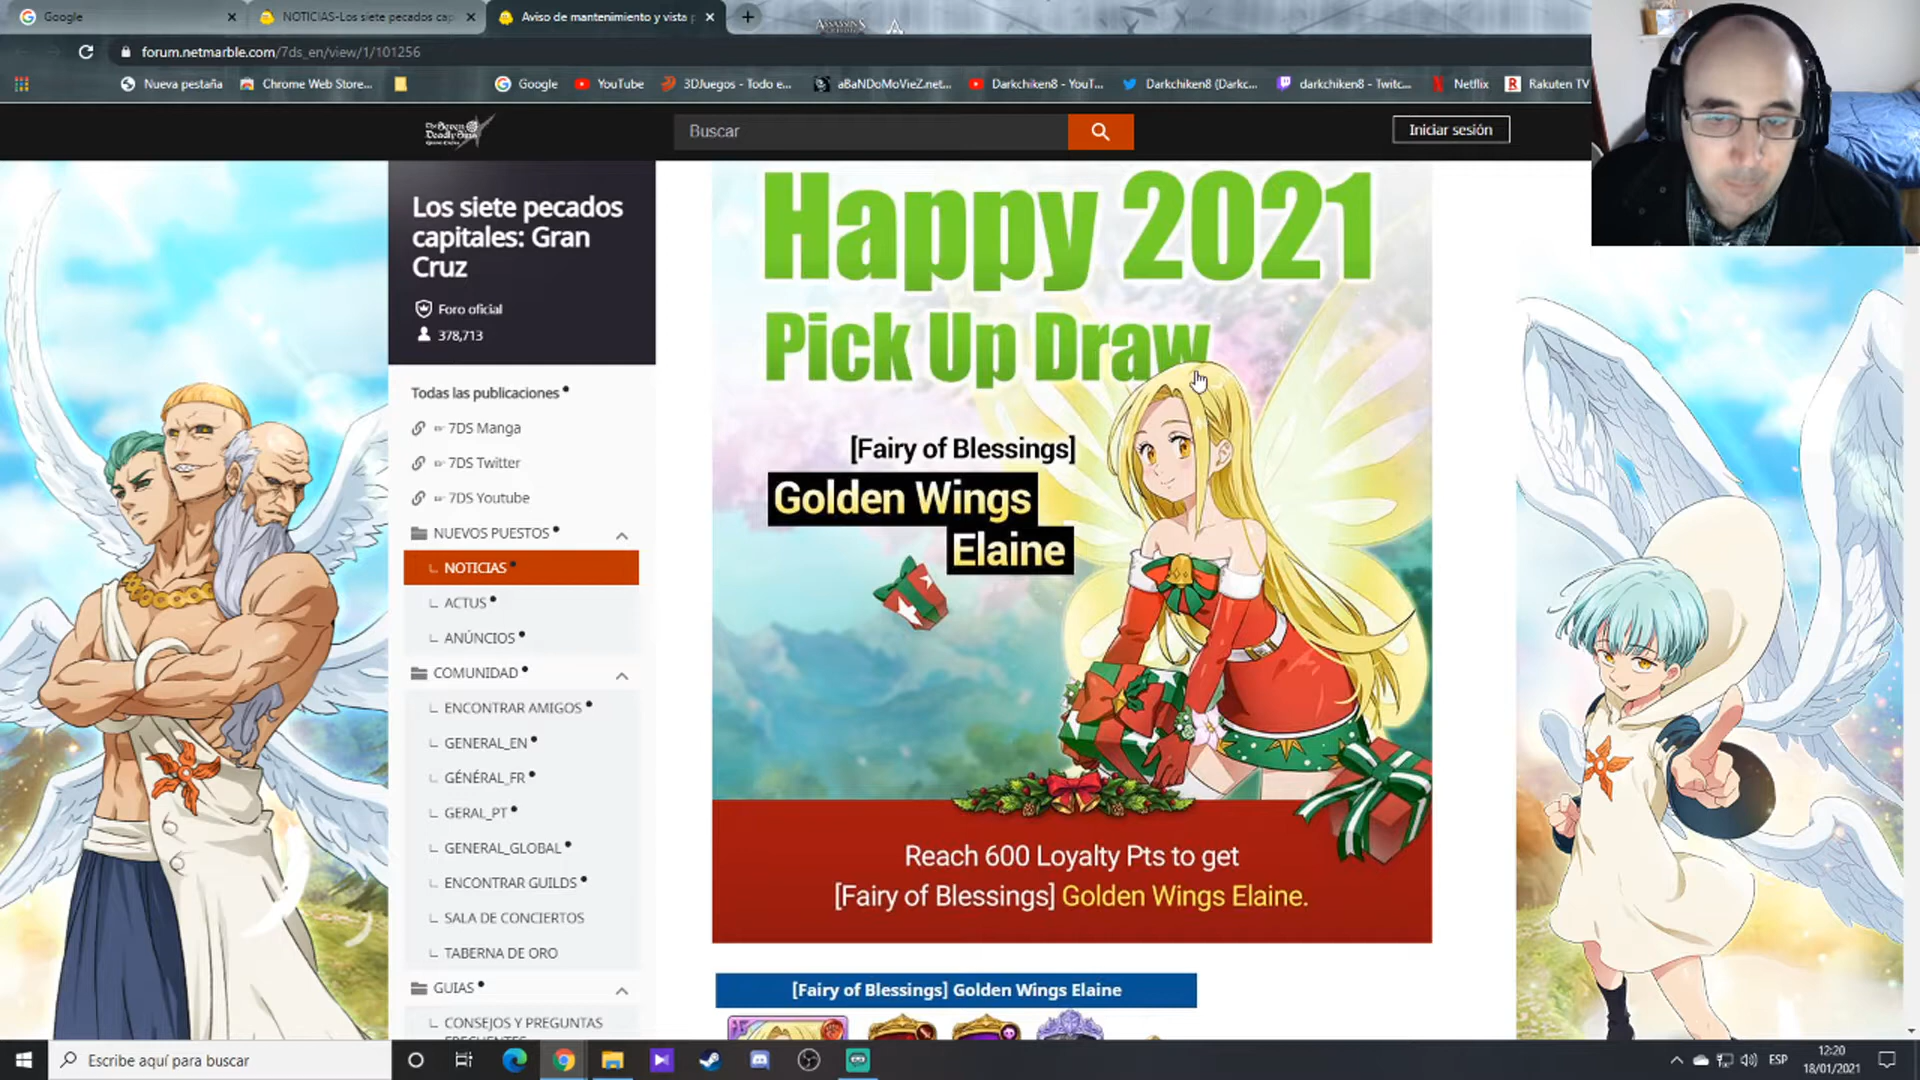 Google
NOTICIAS-Los siete pecados cap
Aviso de mantenimiento y vista p
ASSASSINS
forum.netmarble.com/7ds_en/view/1/101256
Nueva pestaña
Chrome Web Store...
Google
YouTube
3DJuegos - Todo e...
aBaNDoMoVieZ.net...
Darkchiken8 - YouT...
Darkchiken8 (Darkc...
darkchiken8 - Twitc...
Netflix
Rakuten TV
The Seven
Deadly Sins
Buscar
Iniciar sesión
Los siete pecados
capitales: Gran
Cruz
Foro oficial
378,713
Todas las publicaciones
7DS Manga
7DS Twitter
7DS Youtube
NUEVOS PUESTOS
NOTICIAS
ACTUS
ANÚNCIOS
COMUNIDAD
ENCONTRAR AMIGOS
GENERAL_EN
GÉNÉRAL_FR
GERAL_PT
GENERAL_GLOBAL
ENCONTRAR GUILDS
SALA DE CONCIERTOS
TABERNA DE ORO
GUIAS
CONSEJOS Y PREGUNTAS
FRECUENTES
Happy 2021
Pick Up Draw
[Fairy of Blessings]
Golden Wings
Elaine
Reach 600 Loyalty Pts to get
[Fairy of Blessings] Golden Wings Elaine.
[Fairy of Blessings] Golden Wings Elaine
Escribe aquí para buscar
ESP
12:20
18/01/2021